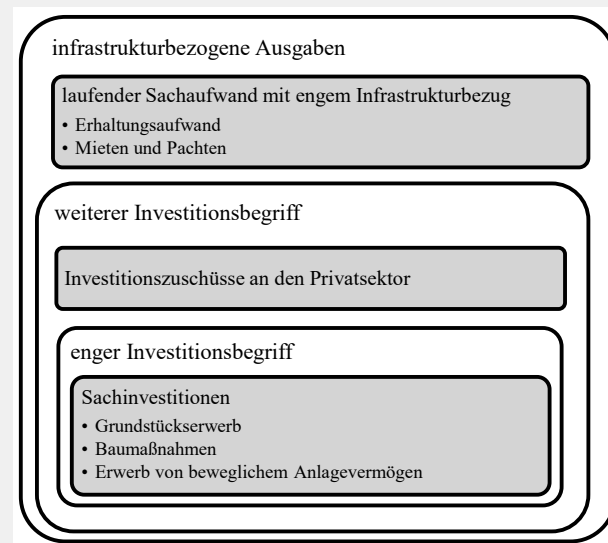 infrastrukturbezogene Ausgaben
laufender Sachaufwand mit engem Infrastrukturbezug
• Erhaltungsaufwand
• Mieten und Pachten
weiterer Investitionsbegriff
Investitionszuschüsse an den Privatsektor
enger Investitionsbegriff
Sachinvestitionen
• Grundstückserwerb
• Baumaßnahmen
• Erwerb von beweglichem Anlagevermögen